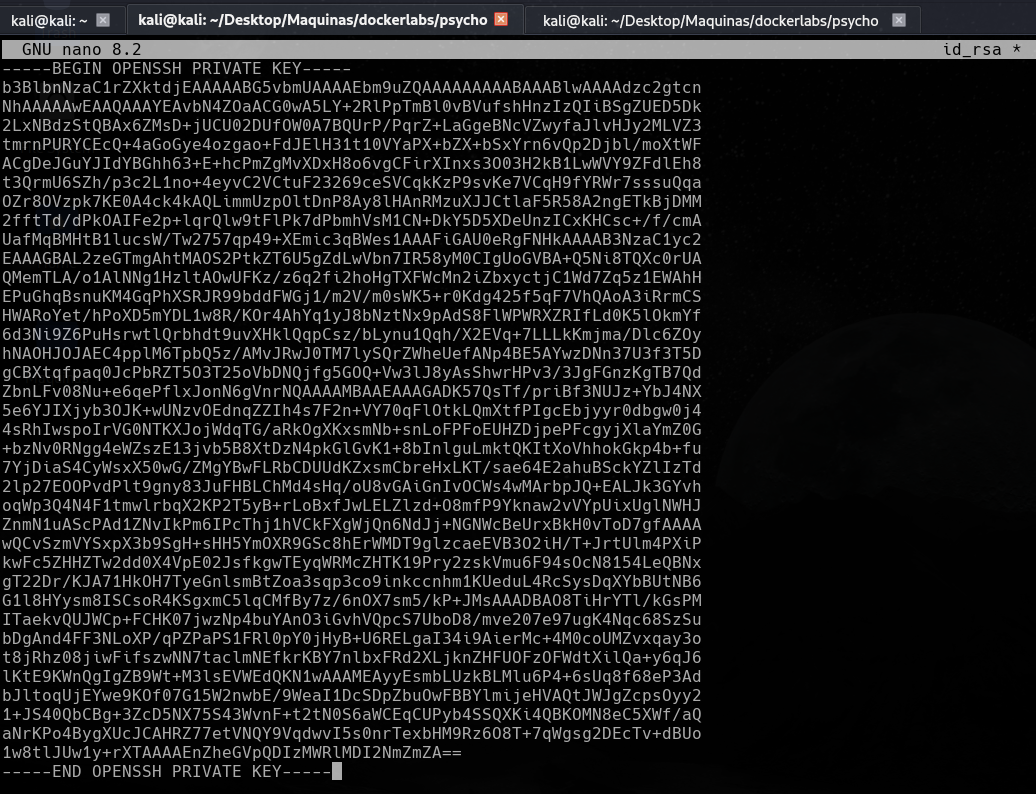 kali@kali: ~
kali@kali: ~/Desktop/Maquinas/dockerlabs/psycho
kali@kali: ~/Desktop/Maquinas/dockerlabs/psycho
GNU nano 8.2 id_rsa *
-----BEGIN OPENSSH PRIVATE KEY-----
b3BlbnNzaC1rZXktdjEAAAAABG5vbmUAAAAEbm9uZQAAAAAAAAABAAABlwAAAAdzc2gtcn
NhAAAAAwEAAQAAAYEAvbN4ZOaACG0wA5LY+2RlPpTmBl0vBVufshHnzIzQIiBSgZUED5Dk
2LxNBdzStQBAx6ZMsD+jUCU02DUfOW0A7BQUrP/PqrZ+LaGgeBNcVZwyfaJlvHJy2MLVZ3
tmrnPURYCEcQ+4aGoGye4ozgao+FdJElH31t10VYaPX+bZX+bSxYrn6vQp2Djbl/moXtWF
ACgDeJGuYJIdYBGhh63+E+hcPmZgMvXDxH8o6vgCFirXInxs3O03H2kB1LwWVY9ZFdlEh8
t3QrmU6SZh/p3c2L1no+4eyvC2VCtuF23269ceSVCqkKzP9svKe7VCqH9fYRWr7sssuQqa
OZr8OVzpk7KE0A4ck4kAQLimmUzpOltDnP8Ay8lHAnRMzuXJJCtlaF5R58A2ngETkBjDMM
2fftTd/dPkOAIFe2p+lqrQlw9tFlPk7dPbmhVsM1CN+DkY5D5XDeUnzICxKHCsc+/f/cmA
UafMqBMHtB1lucsW/Tw2757qp49+XEmic3qBWes1AAAFiGAU0eRgFNHkAAAAB3NzaC1yc2
EAAAGBAL2zeGTmgAhtMAOS2PtkZT6U5gZdLwVbn7IR58yM0CIgUoGVBA+Q5Ni8TQXc0rUA
QMemTLA/o1AlNNg1HzltAOwUFKz/z6q2fi2hoHgTXFWcMn2iZbxyctjC1Wd7Zq5z1EWAhH
EPuGhqBsnuKM4GqPhXSRJR99bddFWGj1/m2V/m0sWK5+r0Kdg425f5qF7VhQAoA3iRrmCS
HWARoYet/hPoXD5mYDL1w8R/KOr4AhYq1yJ8bNztNx9pAdS8FlWPWRXZRIfLd0K5lOkmYf
6d3Ni9Z6PuHsrwtlQrbhdt9uvXHklQqpCsz/bLynu1Qqh/X2EVq+7LLLkKmjma/Dlc6ZOy
hNAOHJOJAEC4pplM6TpbQ5z/AMvJRwJ0TM7lySQrZWheUefANp4BE5AYwzDNn37U3f3T5D
gCBXtqfpaq0JcPbRZT5O3T25oVbDNQjfg5GOQ+Vw3lJ8yAsShwrHPv3/3JgFGnzKgTB7Qd
ZbnLFv08Nu+e6qePflxJonN6gVnrNQAAAAMBAAEAAAGADK57QsTf/priBf3NUJz+YbJ4NX
5e6YJIXjyb3OJK+wUNzvOEdnqZZIh4s7F2n+VY70qFlOtkLQmXtfPIgcEbjyyr0dbgw0j4
4sRhIwspoIrVG0NTKXJojWdqTG/aRkOgXKxsmNb+snLoFPFoEUHZDjpePFcgyjXlaYmZ0G
+bzNv0RNgg4eWZszE13jvb5B8XtDzN4pkGlGvK1+8bInlguLmktQKItXoVhhokGkp4b+fu
7YjDiaS4CyWsxX50wG/ZMgYBwFLRbCDUUdKZxsmCbreHxLKT/sae64E2ahuBSckYZlIzTd
2lp27EOOPvdPlt9gny83JuFHBLChMd4sHq/oU8vGAiGnIvOCWs4wMArbpJQ+EALJk3GYvh
oqWp3Q4N4F1tmwlrbqX2KP2T5yB+rLoBxfJwLELZlzd+O8mfP9Yknaw2vVYpUixUglNWHJ
ZnmN1uAScPAd1ZNvIkPm6IPcThj1hVCkFXgWjQn6NdJj+NGNWcBeUrxBkH0vToD7gfAAAA
wQCvSzmVYSxpX3b9SgH+sHH5YmOXR9GSc8hErWMDT9glzcaeEVB3O2iH/T+JrtUlm4PXiP
kwFc5ZHHZTw2dd0X4VpE02JsfkgwTEyqWRMcZHTK19Pry2zskVmu6F94sOcN8154LeQBNx
gT22Dr/KJA71HkOH7TyeGnlsmBtZoa3sqp3co9inkccnhm1KUeduL4RcSysDqXYbBUtNB6
G1l8HYysm8ISCsoR4KSgxmC5lqCMfBy7z/6nOX7sm5/kP+JMsAAADBAO8TiHrYTl/kGsPM
ITaekvQUJWCp+FCHK07jwzNp4buYAnO3iGvhVQpcS7UboD8/mve207e97ugK4Nqc68SzSu
bDgAnd4FF3NLoXP/qPZPaPS1FRl0pY0jHyB+U6RELgaI34i9AierMc+4M0coUMZvxqay3o
t8jRhz08jiwFifszwNN7taclmNEfkrKBY7nlbxFRd2XLjknZHFUOFzOFWdtXilQa+y6qJ6
lKtE9KWnQgIgZB9Wt+M3lsEVWEdQKN1wAAAMEAyyEsmbLUzkBLMlu6P4+6sUq8f68eP3Ad
bJltoqUjEYwe9KOf07G15W2nwbE/9WeaI1DcSDpZbuOwFBBYlmijeHVAQtJWJgZcpsOyy2
1+JS40QbCBg+3ZcD5NX75S43WvnF+t2tN0S6aWCEqCUPyb4SSQXKi4QBKOMN8eC5XWf/aQ
aNrKPo4BygXUcJCAHRZ77etVNQY9VqdwvI5s0nrTexbHM9Rz6O8T+7qWgsg2DEcTv+dBUo
1w8tlJUw1y+rXTAAAAEnZheGVpQDIzMWRlMDI2NmZmZA==
-----END OPENSSH PRIVATE KEY-----